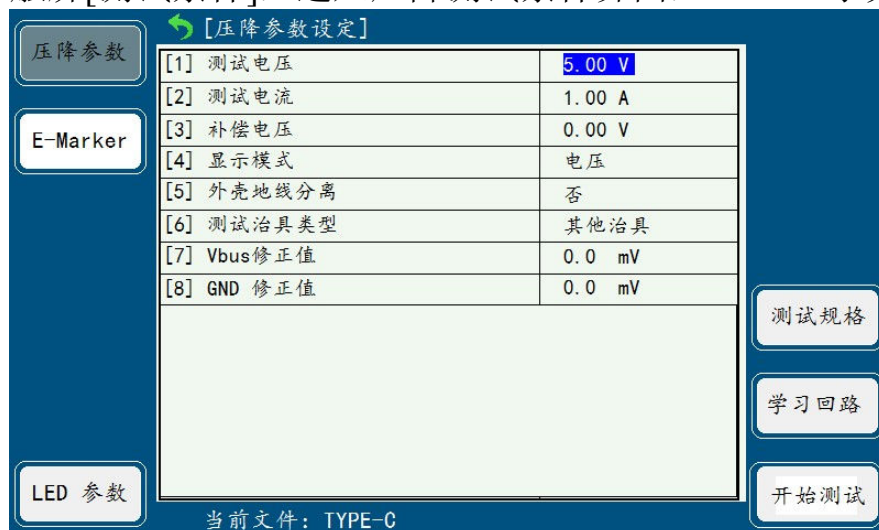 [压降参数设定]
压降参数
[1] 测试电压 5.00 V
[2] 测试电流 1.00 A
E-Marker
[3] 补偿电压 0.00 V
[4] 显示模式 电压
[5] 外壳地线分离 否
[6] 测试治具类型 其他治具
[7] Vbus修正值 0.0 mV
[8] GND 修正值 0.0 mV
测试规格
学习回路
LED 参数
开始测试
当前文件: TYPE-C